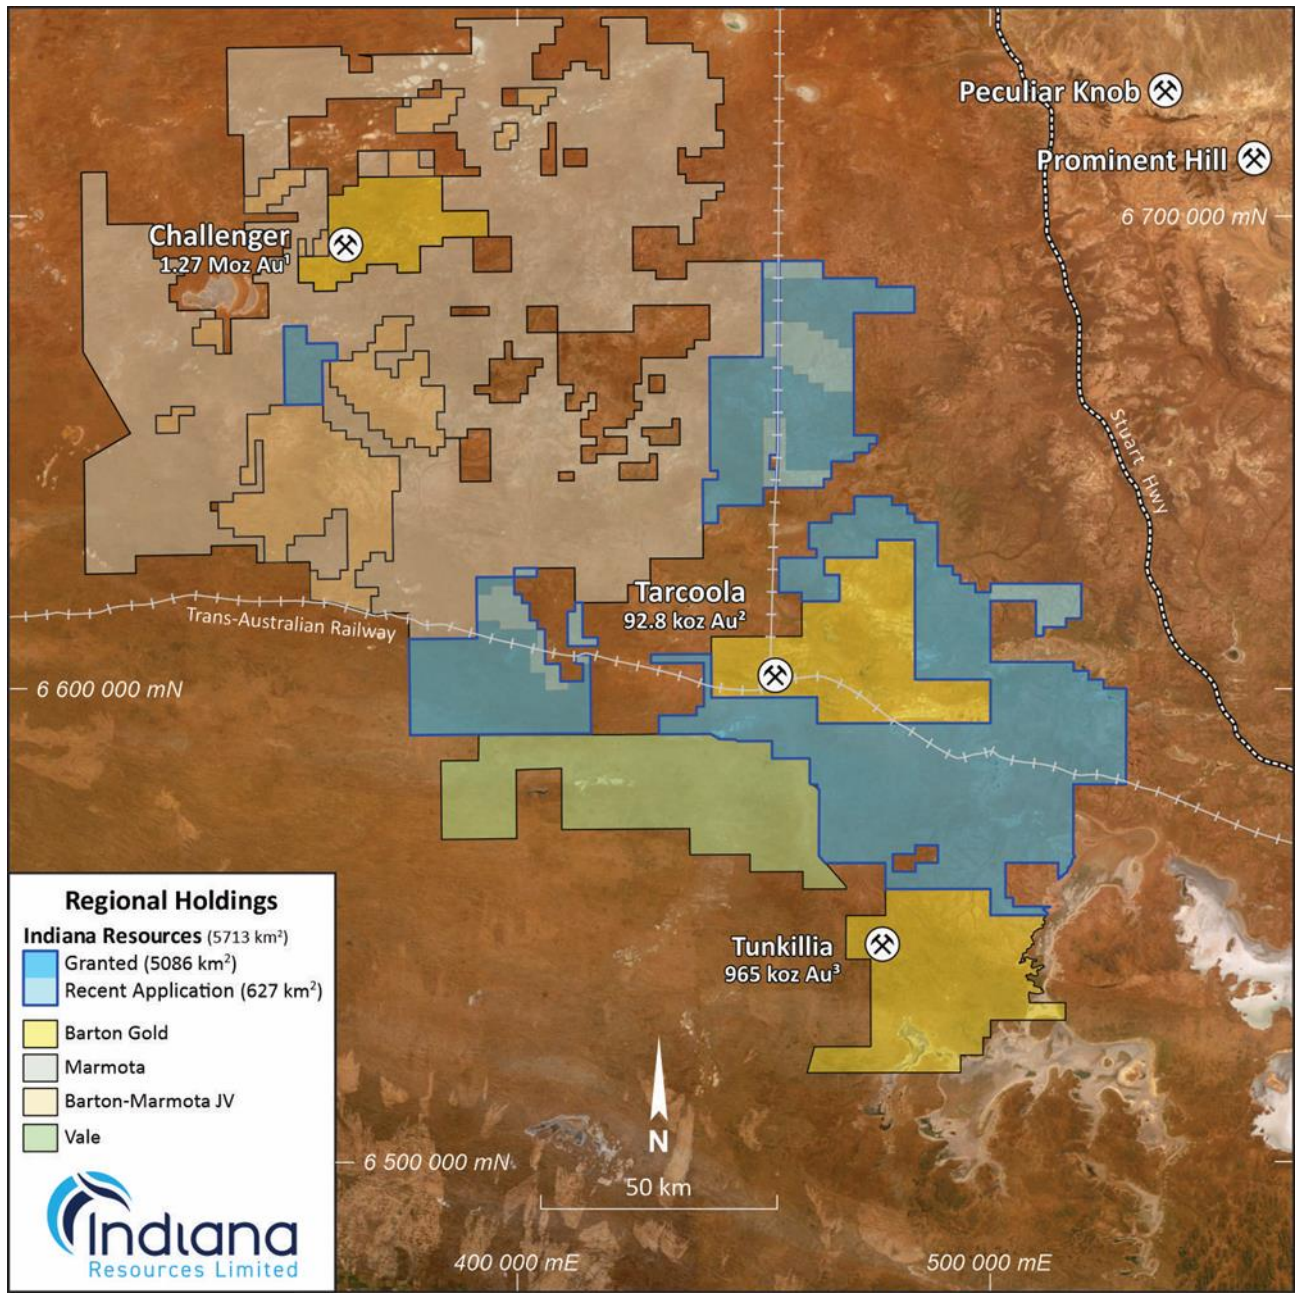 Peculiar Knob
Prominent Hill
6 700 000 mN
Challenger
1.27 Moz Au¹
Stuart Hwy
Tarcoola
92.8 koz Au²
Trans-Australian Railway
6 600 000 mN
Tunkillia
965 koz Au³
Regional Holdings
Indiana Resources (5713 km²)
Granted (5086 km²)
Recent Application (627 km²)
Barton Gold
Marmota
Barton-Marmota JV
Vale
Indiana
Resources Limited
N
50 km
6 500 000 mN
400 000 mE
500 000 mE